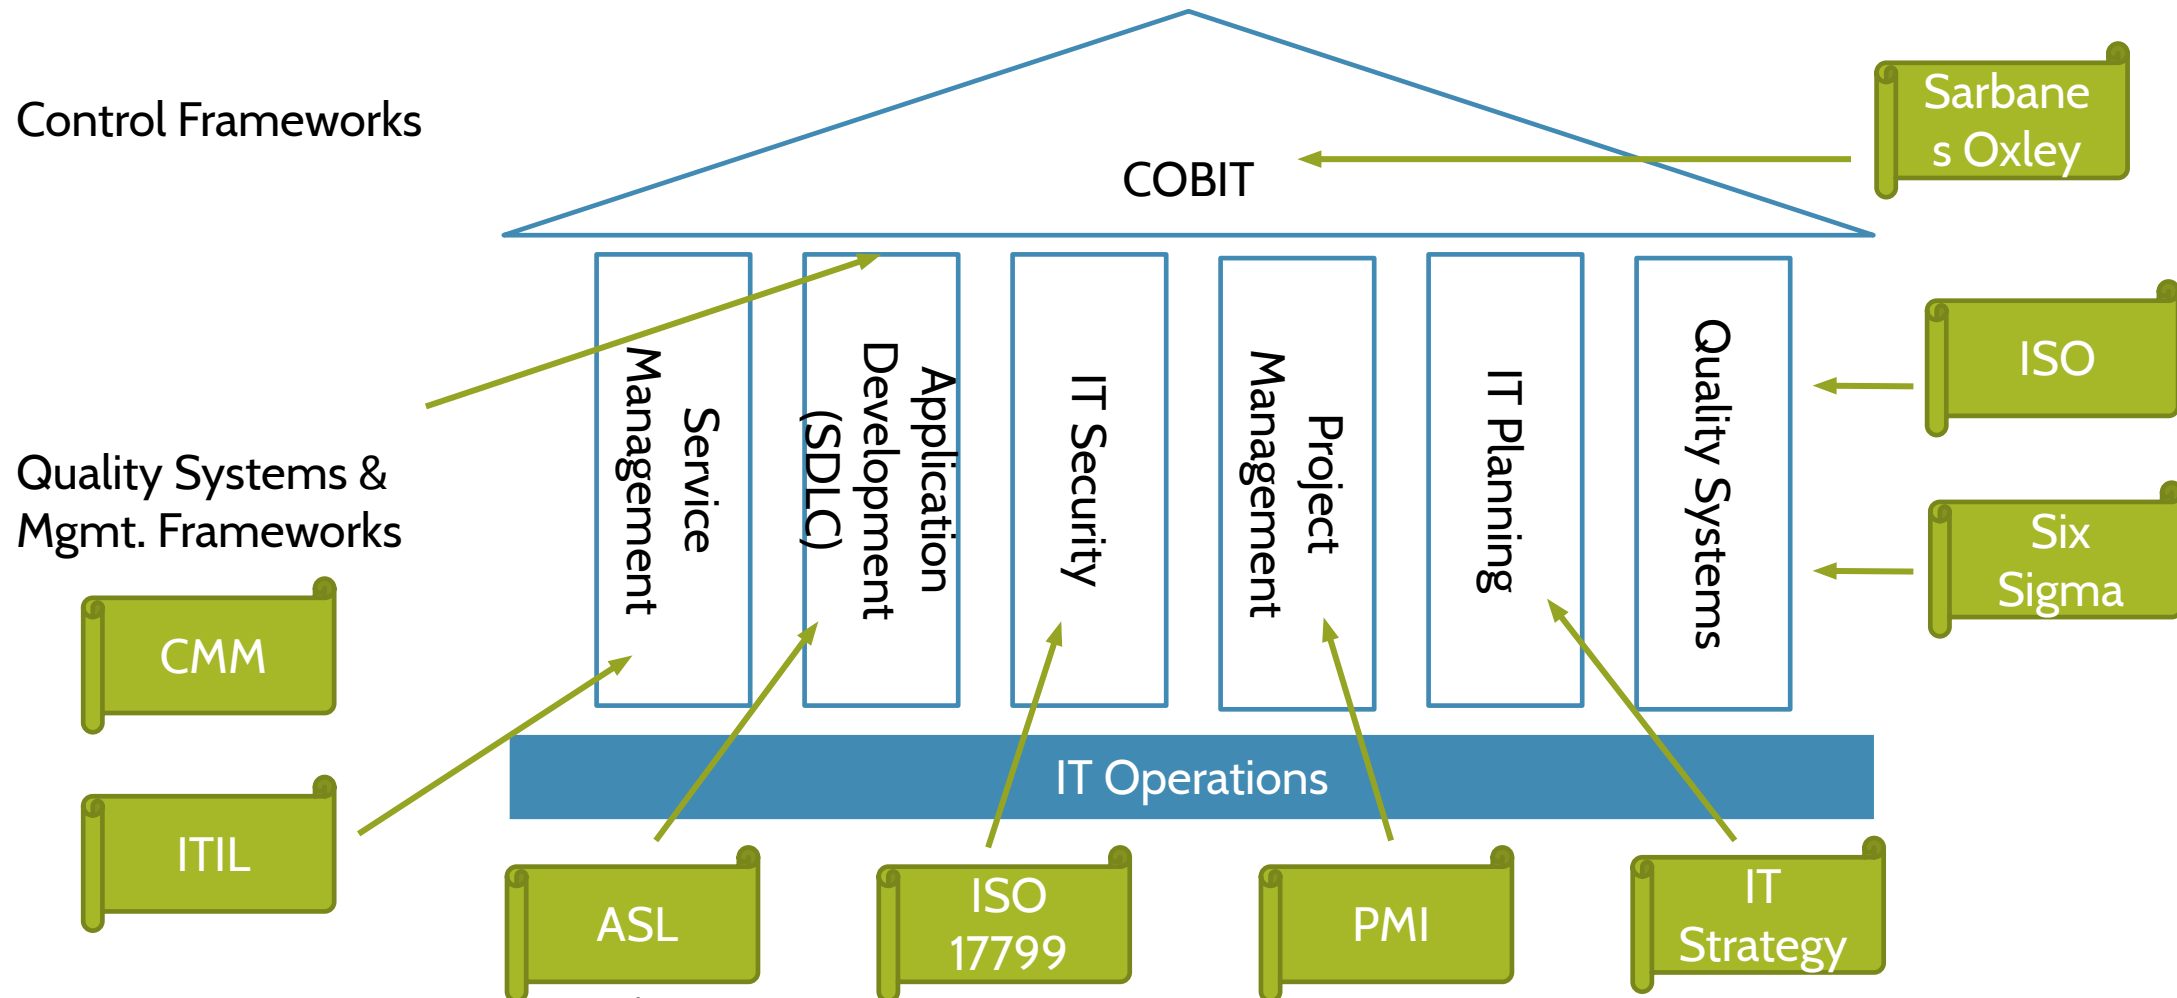 Control Frameworks
COBIT
Sarbane
s Oxley
Quality Systems &
Mgmt. Frameworks
Service
Management
Application
Development
(SDLC)
IT Security
Project
Management
IT Planning
Quality Systems
ISO
Six
Sigma
CMM
ITIL
IT Operations
ASL
ISO
17799
PMI
IT
Strategy